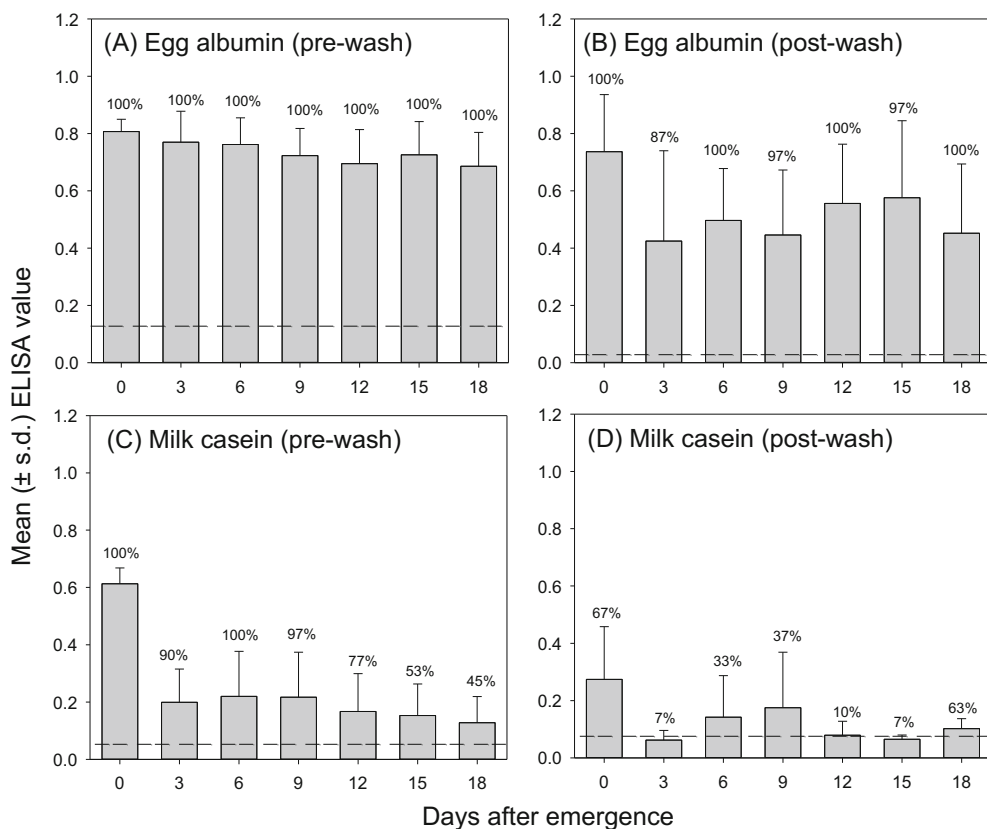 Mean (± s.d.) ELISA value
(A) Egg albumin (pre-wash)
1.2
1.0
0.8
0.6
0.4
0.2
0.0
100% 100% 100% 100% 100% 100% 100%
0 3 6 9 12 15 18
(B) Egg albumin (post-wash)
1.2
1.0
0.8
0.6
0.4
0.2
0.0
100% 87% 100% 97% 100% 97% 100%
0 3 6 9 12 15 18
(C) Milk casein (pre-wash)
1.2
1.0
0.8
0.6
0.4
0.2
0.0
100% 90% 100% 97% 77% 53% 45%
0 3 6 9 12 15 18
(D) Milk casein (post-wash)
1.2
1.0
0.8
0.6
0.4
0.2
0.0
67% 7% 33% 37% 10% 7% 63%
0 3 6 9 12 15 18
Days after emergence